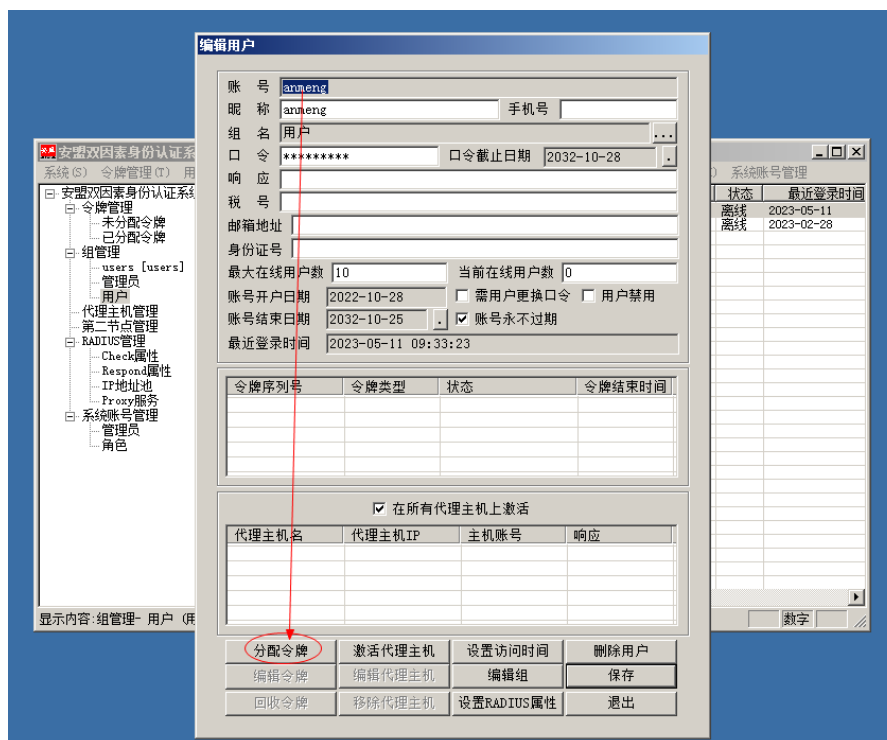 编辑用户
账 号 anmeng
昵 称 anmeng 手机号
组 名 用户 ...
口 令 ********* 口令截止日期 2032-10-28 .
响 应
税 号
邮箱地址
身份证号
最大在线用户数 10 当前在线用户数 0
账号开户日期 2022-10-28 需用户更换口令 用户禁用
账号结束日期 2032-10-25 . 账号永不过期
最近登录时间 2023-05-11 09:33:23
令牌序列号 令牌类型 状态 令牌结束时间
在所有代理主机上激活
代理主机名 代理主机IP 主机账号 响应
分配令牌 激活代理主机 设置访问时间 删除用户
编辑令牌 编辑代理主机 编辑组 保存
回收令牌 移除代理主机 设置RADIUS属性 退出
安盟双因素身份认证系
系统(S) 令牌管理(T) 用
安盟双因素身份认证系统
令牌管理
未分配令牌
已分配令牌
组管理
users [users]
管理员
用户
代理主机管理
第二节点管理
RADIUS管理
Check属性
Respond属性
IP地址池
Proxy服务
系统账号管理
管理员
角色
显示内容:组管理- 用户 (用
系统账号管理
状态 最近登录时间
离线 2023-05-11
离线 2023-02-28
数字